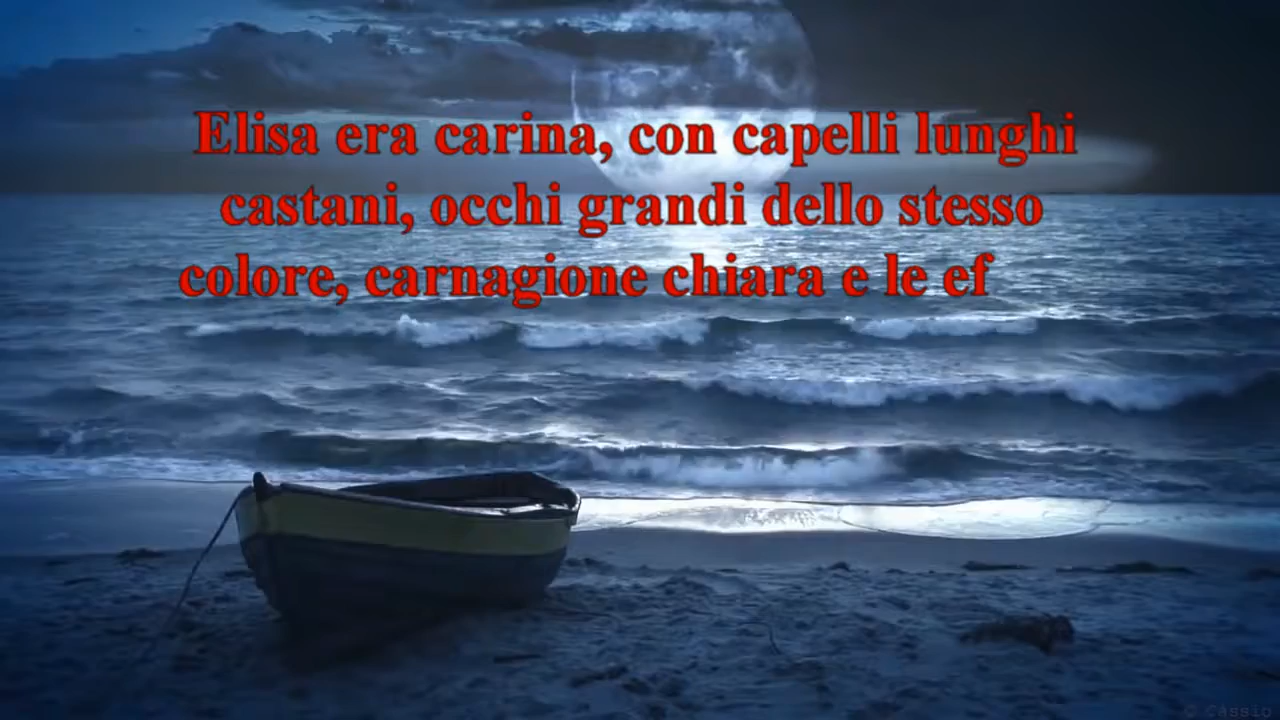 Elisa era carina, con capelli lunghi
castani, occhi grandi dello stesso
colore, carnagione chiara e le ef
© Cassio